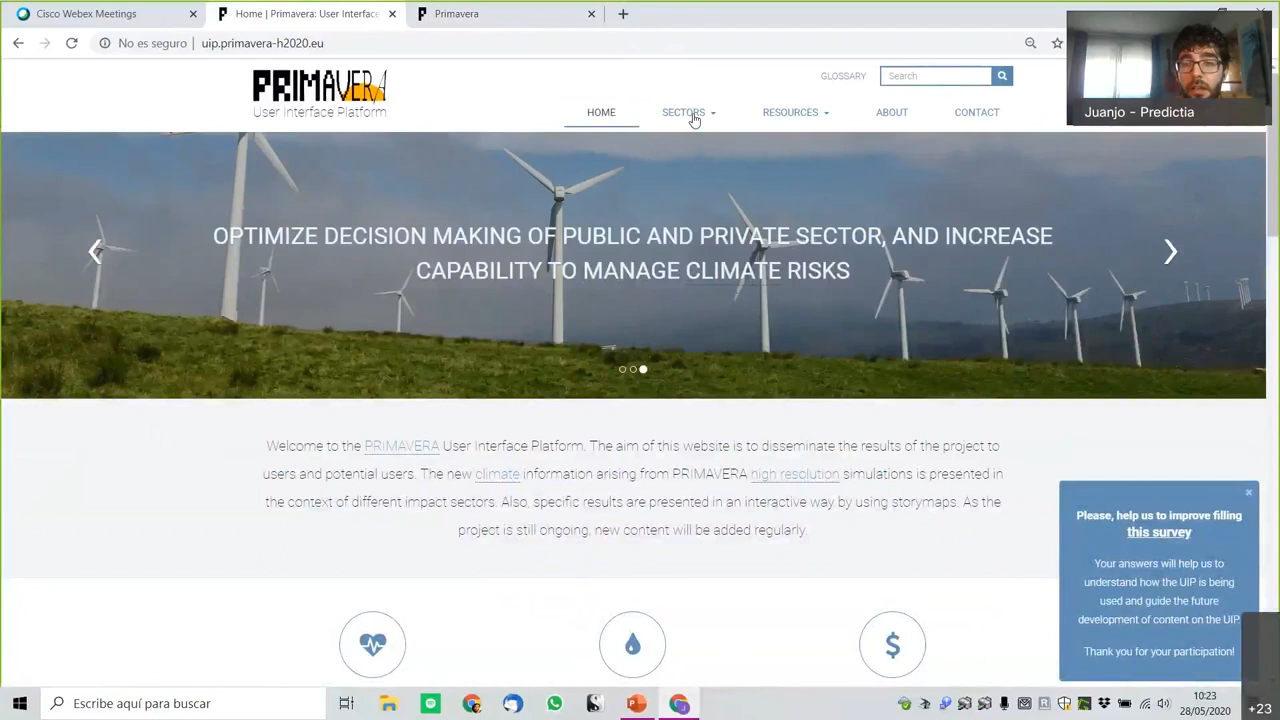 Cisco Webex Meetings
Home | Primavera: User Interface
Primavera
No es seguro
uip.primavera-h2020.eu
PRIMAVERA
User Interface Platform
GLOSSARY
Search
HOME
SECTORS
RESOURCES
ABOUT
CONTACT
Juanjo - Predictia
OPTIMIZE DECISION MAKING OF PUBLIC AND PRIVATE SECTOR, AND INCREASE
CAPABILITY TO MANAGE CLIMATE RISKS
Welcome to the PRIMAVERA User Interface Platform. The aim of this website is to disseminate the results of the project to
users and potential users. The new climate information arising from PRIMAVERA high resolution simulations is presented in
the context of different impact sectors. Also, specific results are presented in an interactive way by using storymaps. As the
project is still ongoing, new content will be added regularly.
Please, help us to improve filling
this survey
Your answers will help us to
understand how the UIP is being
used and guide the future
development of content on the UIP.
Thank you for your participation!
Escribe aquí para buscar
10:23
28/05/2020
+23